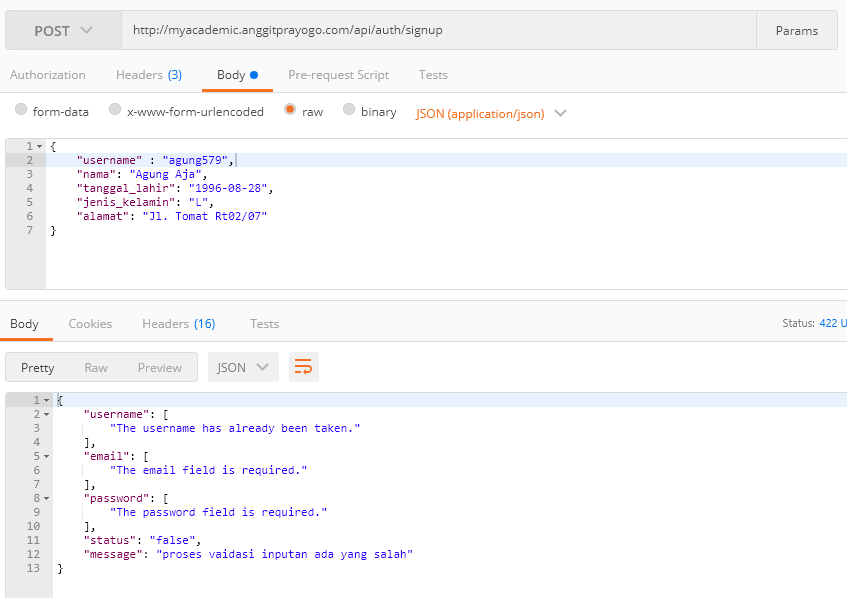 POST http://myacademic.anggitprayogo.com/api/auth/signup Params
Authorization Headers (3) Body Pre-request Script Tests
form-data x-www-form-urlencoded raw binary JSON (application/json)
1 {
2 "username" : "agung579",
3 "nama": "Agung Aja",
4 "tanggal_lahir": "1996-08-28",
5 "jenis_kelamin": "L",
6 "alamat": "Jl. Tomat Rt02/07"
7 }
Body Cookies Headers (16) Tests Status: 422 U
Pretty Raw Preview JSON
1 {
2 "username": [
3 "The username has already been taken."
4 ],
5 "email": [
6 "The email field is required."
7 ],
8 "password": [
9 "The password field is required."
10 ],
11 "status": "false",
12 "message": "proses vaidasi inputan ada yang salah"
13 }